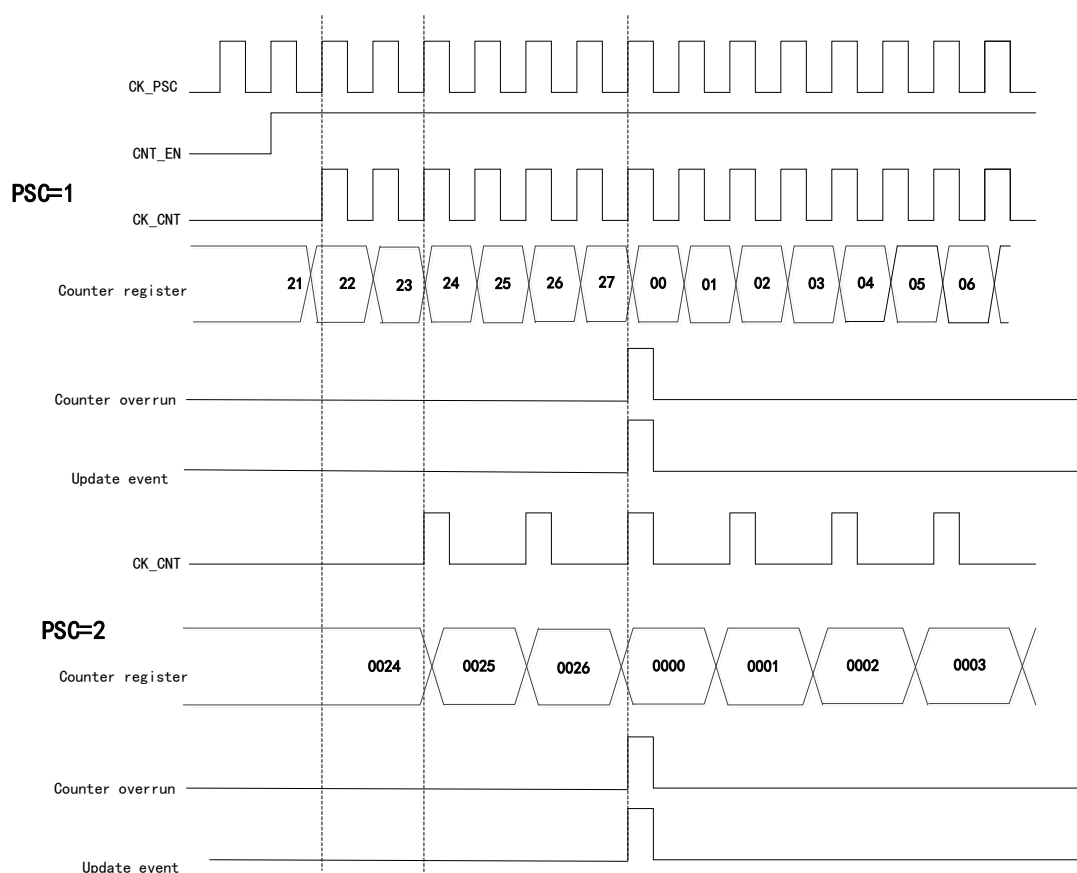 CK_PSC
CNT_EN
PSC=1
CK_CNT
Counter register 21 22 23 24 25 26 27 00 01 02 03 04 05 06
Counter overrun
Update event
CK_CNT
PSC=2
Counter register 0024 0025 0026 0000 0001 0002 0003
Counter overrun
Update event